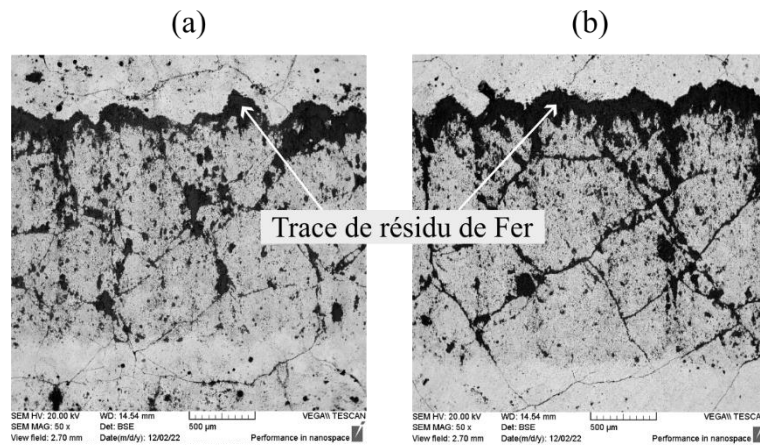 (a)
(b)
Trace de résidu de Fer
SEM HV: 20.00 kV WD: 14.54 mm VEGA\\ TESCAN
SEM MAG: 50 x Det: BSE 500 µm
View field: 2.70 mm Date(m/d/y): 12/02/22 Performance in nanospace
SEM HV: 20.00 kV WD: 14.54 mm VEGA\\ TESCAN
SEM MAG: 50 x Det: BSE 500 µm
View field: 2.70 mm Date(m/d/y): 12/02/22 Performance in nanospace